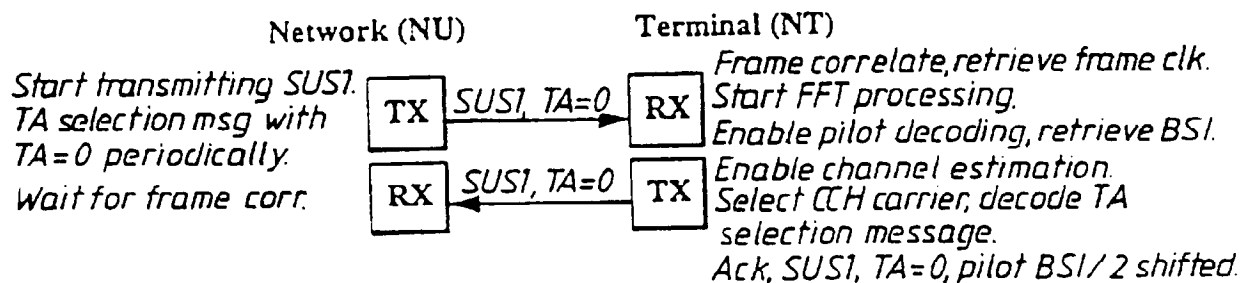 Network (NU)
Terminal (NT)
Start transmitting SUS1.
TA selection msg with
TA=0 periodically.
Wait for frame corr.
TX
SUS1, TA=0
RX
RX
SUS1, TA=0
TX
Frame correlate, retrieve frame clk.
Start FFT processing.
Enable pilot decoding, retrieve BSI.
Enable channel estimation.
Select CCH carrier, decode TA
selection message.
Ack, SUS1, TA=0, pilot BSI/2 shifted.